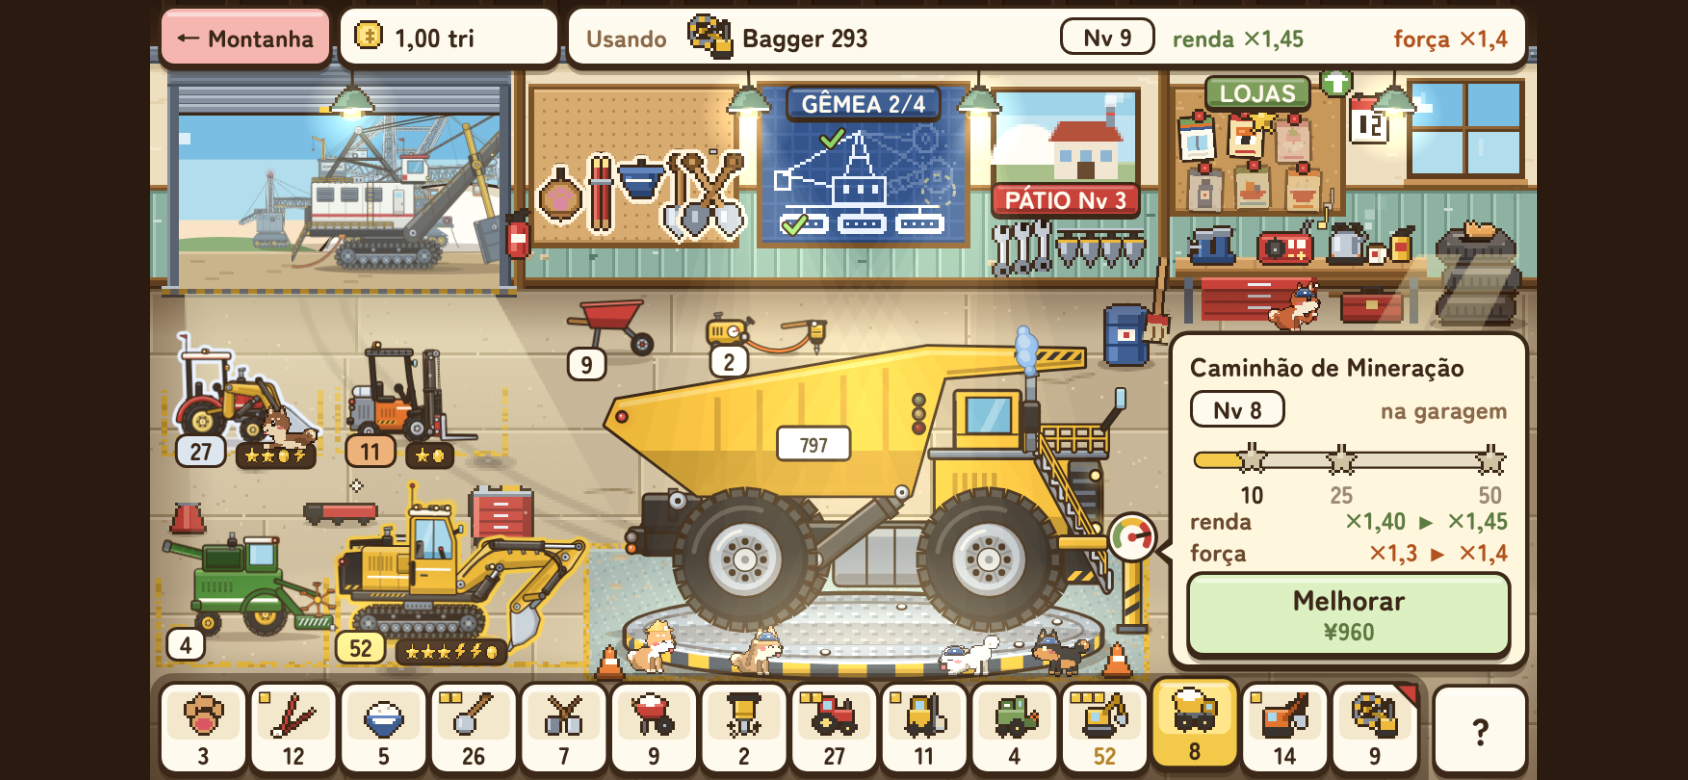 ← Montanha
1,00 tri
Usando
Bagger 293
Nv 9
renda ×1,45
força ×1,4
GÊMEA 2/4
LOJAS
12
PÁTIO Nv 3
9
2
27
11
797
4
52
Caminhão de Mineração
Nv 8
na garagem
10
25
50
renda
×1,40 ▶ ×1,45
força
×1,3 ▶ ×1,4
Melhorar
¥960
3
12
5
26
7
9
2
27
11
4
52
8
14
9
?